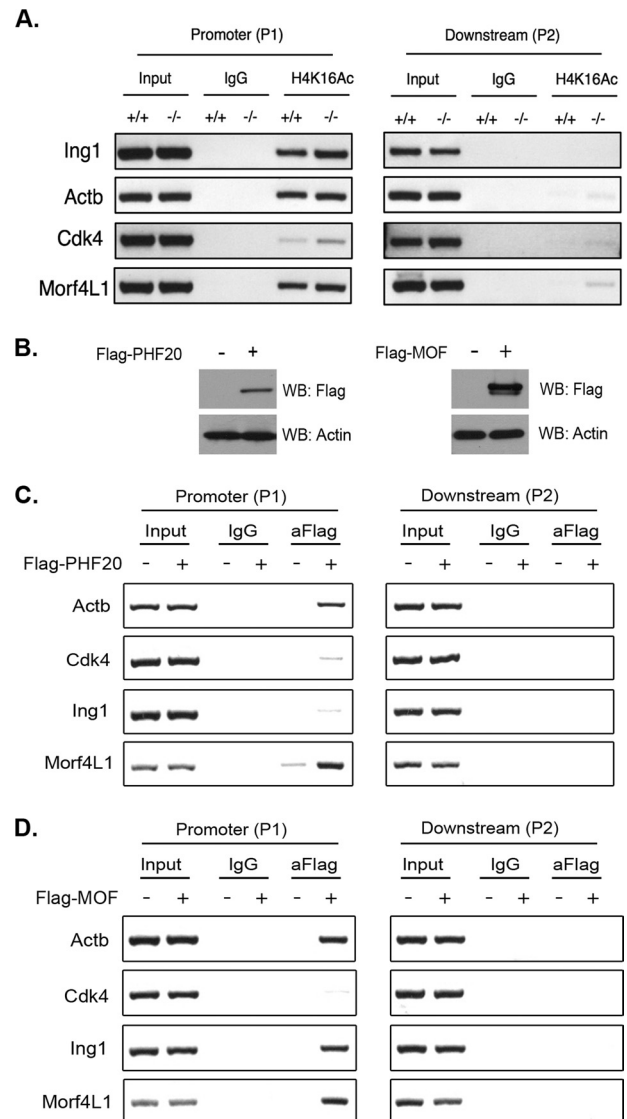 A.
Promoter (P1) Downstream (P2)
Input IgG H4K16Ac Input IgG H4K16Ac
+/+ -/- +/+ -/- +/+ -/- +/+ -/- +/+ -/- +/+ -/-
Ing1
Actb
Cdk4
Morf4L1
B.
Flag-PHF20 - + Flag-MOF - +
WB: Flag WB: Flag
WB: Actin WB: Actin
C.
Promoter (P1) Downstream (P2)
Input IgG aFlag Input IgG aFlag
Flag-PHF20 - + - + - + - + - + - +
Actb
Cdk4
Ing1
Morf4L1
D.
Promoter (P1) Downstream (P2)
Input IgG aFlag Input IgG aFlag
Flag-MOF - + - + - + - + - + - +
Actb
Cdk4
Ing1
Morf4L1